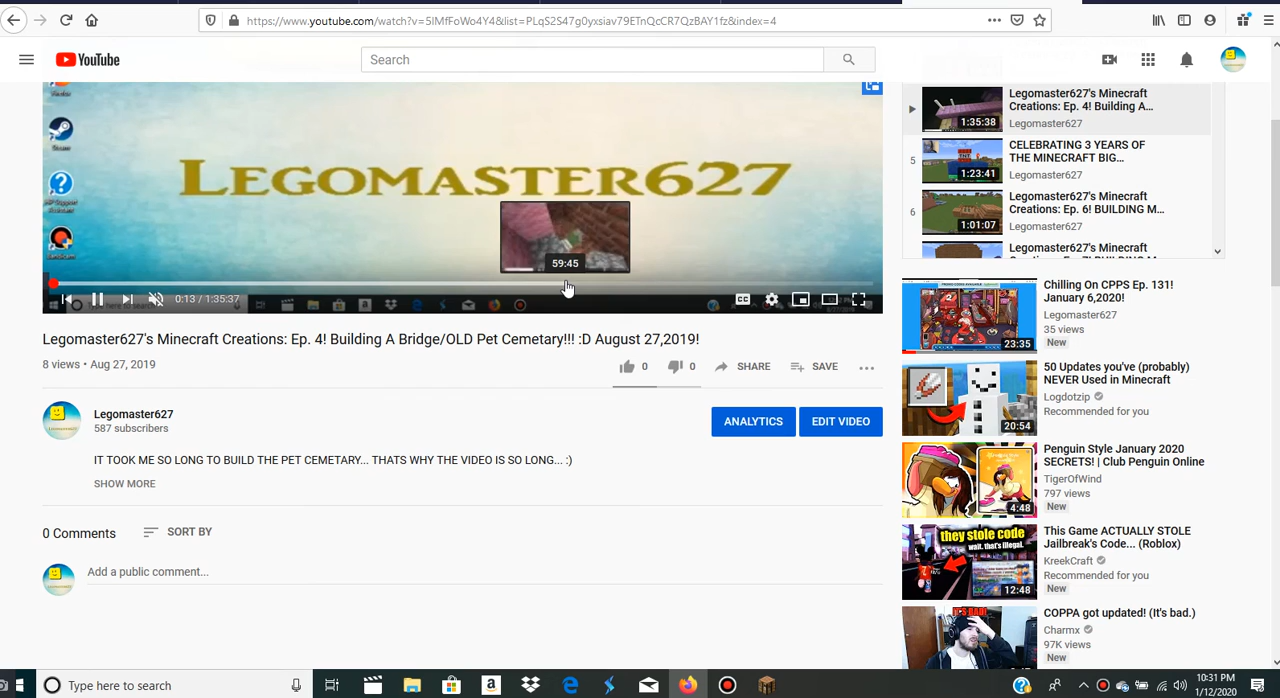 https://www.youtube.com/watch?v=5IMfFoWo4Y4&list=PLqS2S47g0yxsiav79ETnQcCR7QzBAY1fz&index=4
YouTube
Search
Steam
LEGOMASTER627
59:45
0:13 / 1:35:37
CC
Legomaster627's Minecraft Creations: Ep. 4! Building A Bridge/OLD Pet Cemetary!!! :D August 27,2019!
8 views • Aug 27, 2019
0
0
SHARE
SAVE
Legomaster627
587 subscribers
ANALYTICS
EDIT VIDEO
IT TOOK ME SO LONG TO BUILD THE PET CEMETARY... THATS WHY THE VIDEO IS SO LONG... :)
SHOW MORE
0 Comments
SORT BY
Add a public comment...
1:35:38
Legomaster627's Minecraft
Creations: Ep. 4! Building A...
Legomaster627
5
1:23:41
CELEBRATING 3 YEARS OF
THE MINECRAFT BIG...
Legomaster627
6
1:01:07
Legomaster627's Minecraft
Creations: Ep. 6! BUILDING M...
Legomaster627
Legomaster627's Minecraft
23:35
Chilling On CPPS Ep. 131!
January 6,2020!
Legomaster627
35 views
New
20:54
50 Updates you've (probably)
NEVER Used in Minecraft
Logdotzip
Recommended for you
4:48
Penguin Style January 2020
SECRETS! | Club Penguin Online
TigerOfWind
797 views
New
they stole code
wait. that's illegal.
12:48
This Game ACTUALLY STOLE
Jailbreak's Code... (Roblox)
KreekCraft
Recommended for you
New
IT'S BAD!
COPPA got updated! (It's bad.)
Charmx
97K views
New
Type here to search
10:31 PM
1/12/2020